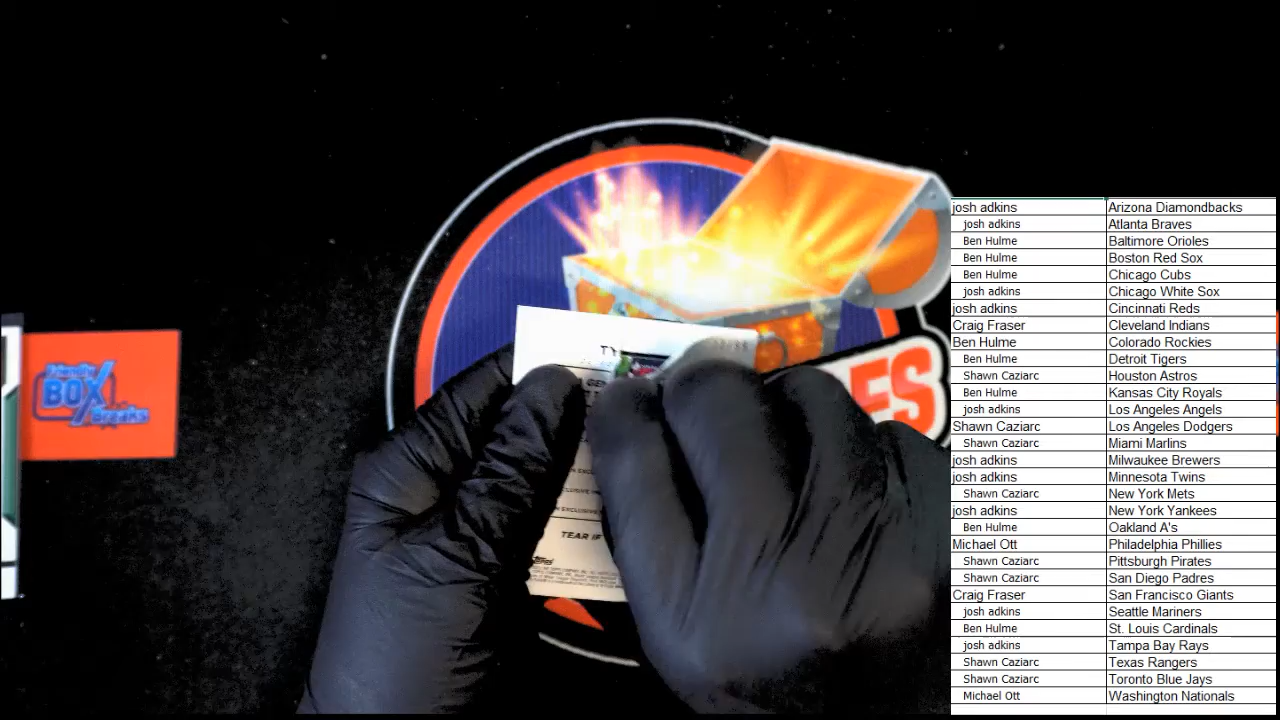 Friendly
BOX
Breaks
TY
TEAR IF
Topps
ES
josh adkins Arizona Diamondbacks
josh adkins Atlanta Braves
Ben Hulme Baltimore Orioles
Ben Hulme Boston Red Sox
Ben Hulme Chicago Cubs
josh adkins Chicago White Sox
josh adkins Cincinnati Reds
Craig Fraser Cleveland Indians
Ben Hulme Colorado Rockies
Ben Hulme Detroit Tigers
Shawn Caziarc Houston Astros
Ben Hulme Kansas City Royals
josh adkins Los Angeles Angels
Shawn Caziarc Los Angeles Dodgers
Shawn Caziarc Miami Marlins
josh adkins Milwaukee Brewers
josh adkins Minnesota Twins
Shawn Caziarc New York Mets
josh adkins New York Yankees
Ben Hulme Oakland A's
Michael Ott Philadelphia Phillies
Shawn Caziarc Pittsburgh Pirates
Shawn Caziarc San Diego Padres
Craig Fraser San Francisco Giants
josh adkins Seattle Mariners
Ben Hulme St. Louis Cardinals
josh adkins Tampa Bay Rays
Shawn Caziarc Texas Rangers
Shawn Caziarc Toronto Blue Jays
Michael Ott Washington Nationals